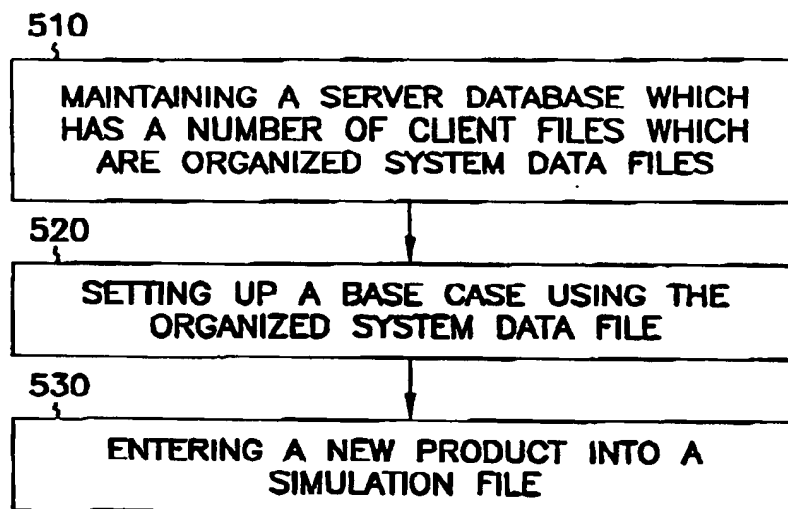 510
MAINTAINING A SERVER DATABASE WHICH
HAS A NUMBER OF CLIENT FILES WHICH
ARE ORGANIZED SYSTEM DATA FILES
520
SETTING UP A BASE CASE USING THE
ORGANIZED SYSTEM DATA FILE
530
ENTERING A NEW PRODUCT INTO A
SIMULATION FILE